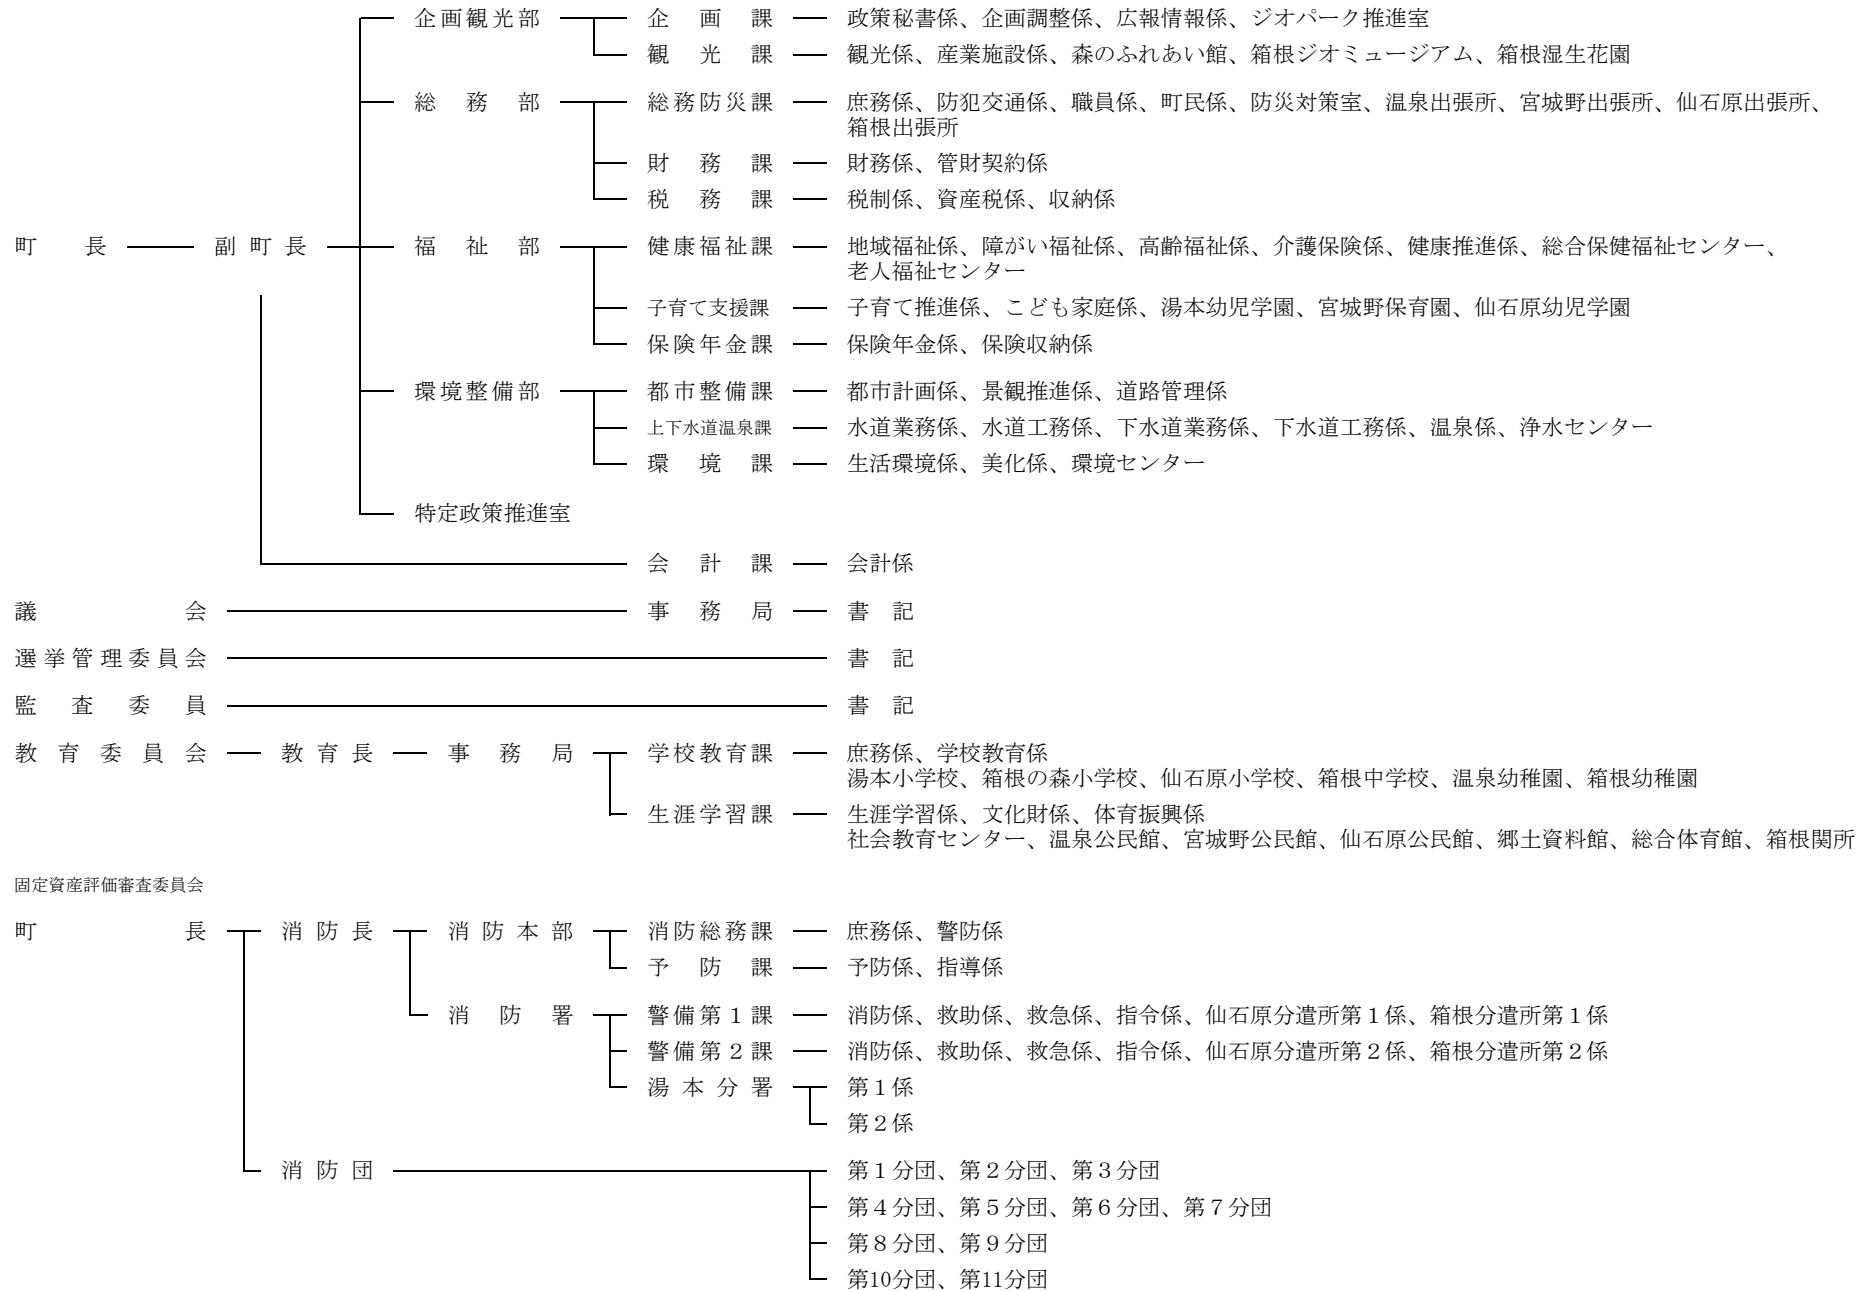 企画観光部 企画課 政策秘書係、企画調整係、広報情報係、ジオパーク推進室
観光課 観光係、産業施設係、森のふれあい館、箱根ジオミュージアム、箱根湿生花園
総務部 総務防災課 庶務係、防犯交通係、職員係、町民係、防災対策室、温泉出張所、宮城野出張所、仙石原出張所、
箱根出張所
財務課 財務係、管財契約係
税務課 税制係、資産税係、収納係
町長 副町長 福祉部 健康福祉課 地域福祉係、障がい福祉係、高齢福祉係、介護保険係、健康推進係、総合保健福祉センター、
老人福祉センター
子育て支援課 子育て推進係、こども家庭係、湯本幼児学園、宮城野保育園、仙石原幼児学園
保険年金課 保険年金係、保険収納係
環境整備部 都市整備課 都市計画係、景観推進係、道路管理係
上下水道温泉課 水道業務係、水道工務係、下水道業務係、下水道工務係、温泉係、浄水センター
環境課 生活環境係、美化係、環境センター
特定政策推進室
会計課 会計係
議会 事務局 書記
選挙管理委員会 書記
監査委員 書記
教育委員会 教育長 事務局 学校教育課 庶務係、学校教育係
湯本小学校、箱根の森小学校、仙石原小学校、箱根中学校、温泉幼稚園、箱根幼稚園
生涯学習課 生涯学習係、文化財係、体育振興係
社会教育センター、温泉公民館、宮城野公民館、仙石原公民館、郷土資料館、総合体育館、箱根関所
固定資産評価審査委員会
町長 消防長 消防本部 消防総務課 庶務係、警防係
予防課 予防係、指導係
消防署 警備第１課 消防係、救助係、救急係、指令係、仙石原分遣所第１係、箱根分遣所第１係
警備第２課 消防係、救助係、救急係、指令係、仙石原分遣所第２係、箱根分遣所第２係
湯本分署 第１係
第２係
消防団 第１分団、第２分団、第３分団
第４分団、第５分団、第６分団、第７分団
第８分団、第９分団
第10分団、第11分団